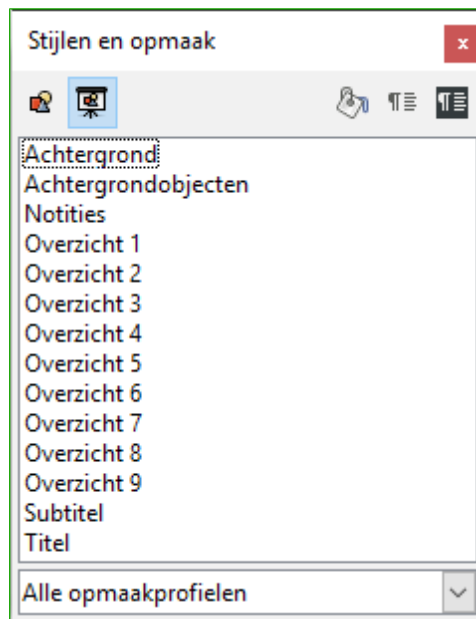 Stijlen en opmaak
Achtergrond
Achtergrondobjecten
Notities
Overzicht 1
Overzicht 2
Overzicht 3
Overzicht 4
Overzicht 5
Overzicht 6
Overzicht 7
Overzicht 8
Overzicht 9
Subtitel
Titel
Alle opmaakprofielen